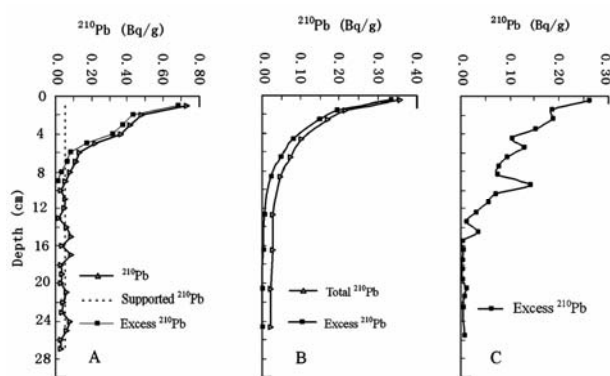 ²¹⁰Pb (Bq/g) ²¹⁰Pb (Bq/g) ²¹⁰Pb (Bq/g)
0.00 0.20 0.40 0.60 0.80 0.00 0.10 0.20 0.30 0.40 0.00 0.10 0.20 0.30
0
4
8
12
16
20
24
28
Depth (cm)
²¹⁰Pb
Supported ²¹⁰Pb
Excess ²¹⁰Pb
A
Total ²¹⁰Pb
Excess ²¹⁰Pb
B
Excess ²¹⁰Pb
C